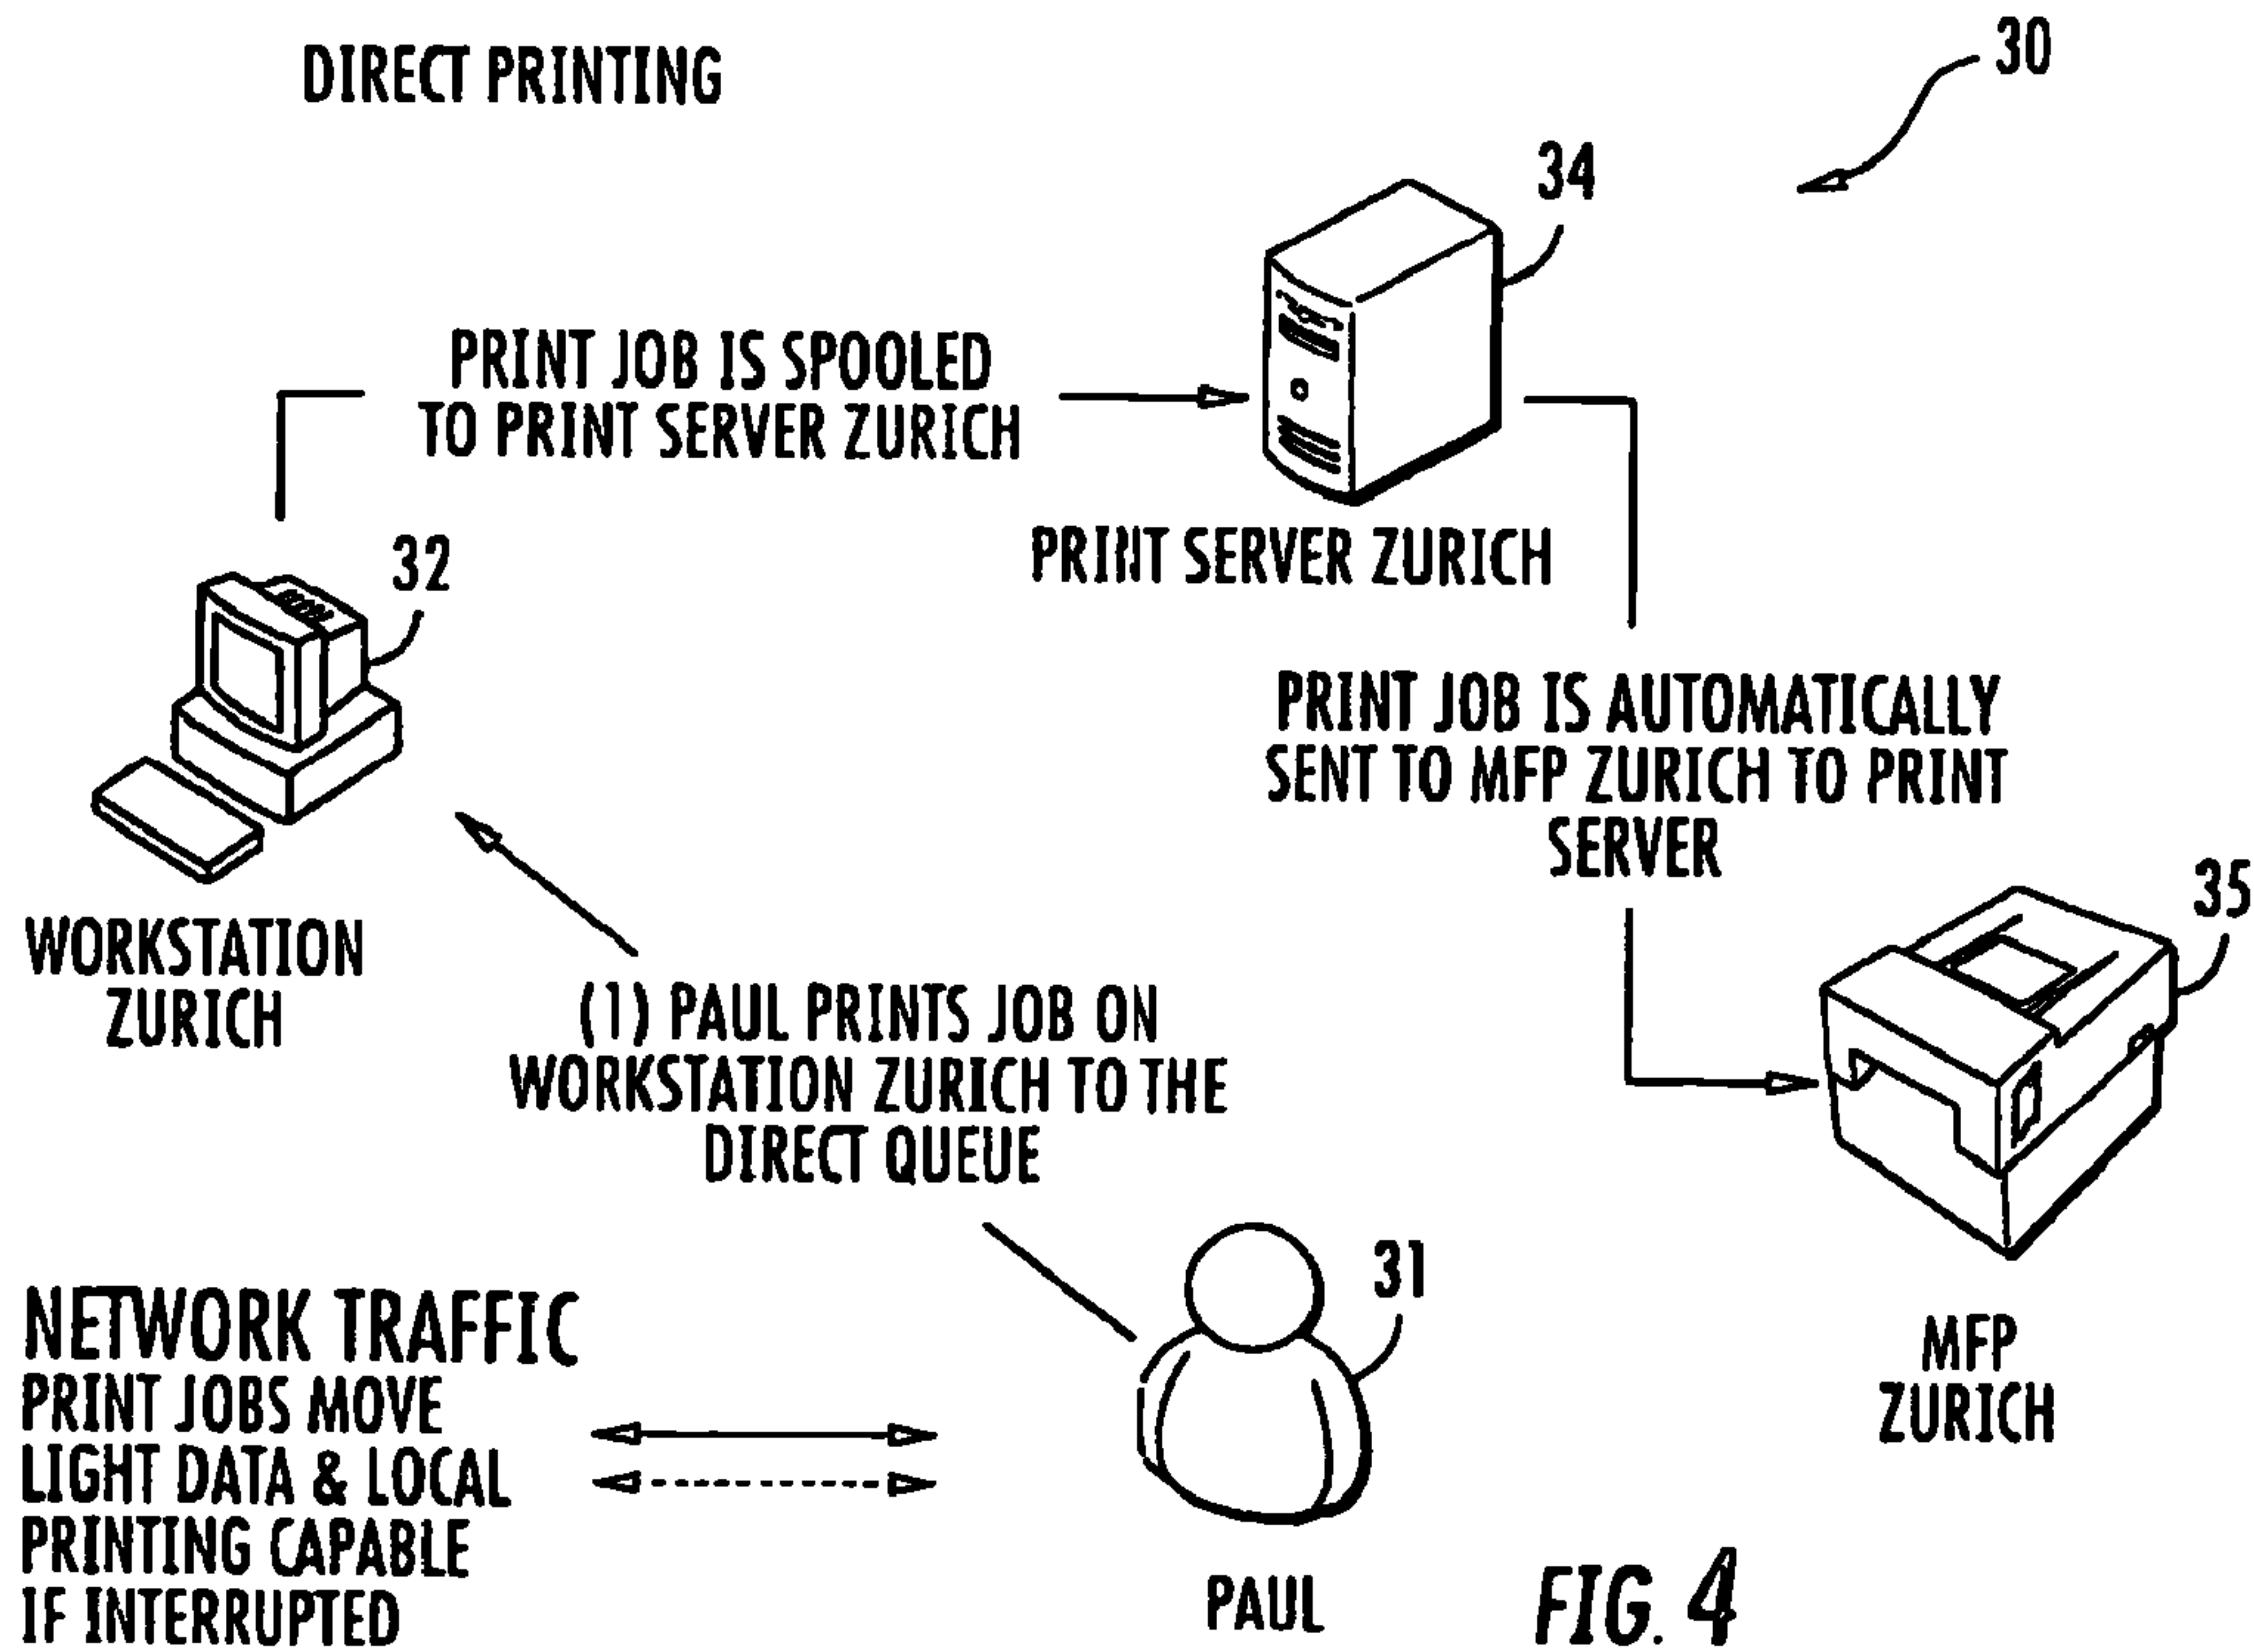 DIRECT PRINTING
30
34
PRINT JOB IS SPOOLED
TO PRINT SERVER ZURICH
PRINT SERVER ZURICH
32
WORKSTATION
ZURICH
PRINT JOB IS AUTOMATICALLY
SENT TO MFP ZURICH TO PRINT
SERVER
35
(1) PAUL PRINTS JOB ON
WORKSTATION ZURICH TO THE
DIRECT QUEUE
31
MFP
ZURICH
NETWORK TRAFFIC
PRINT JOBS MOVE
LIGHT DATA & LOCAL
PRINTING CAPABLE
IF INTERRUPTED
PAUL
FIG. 4